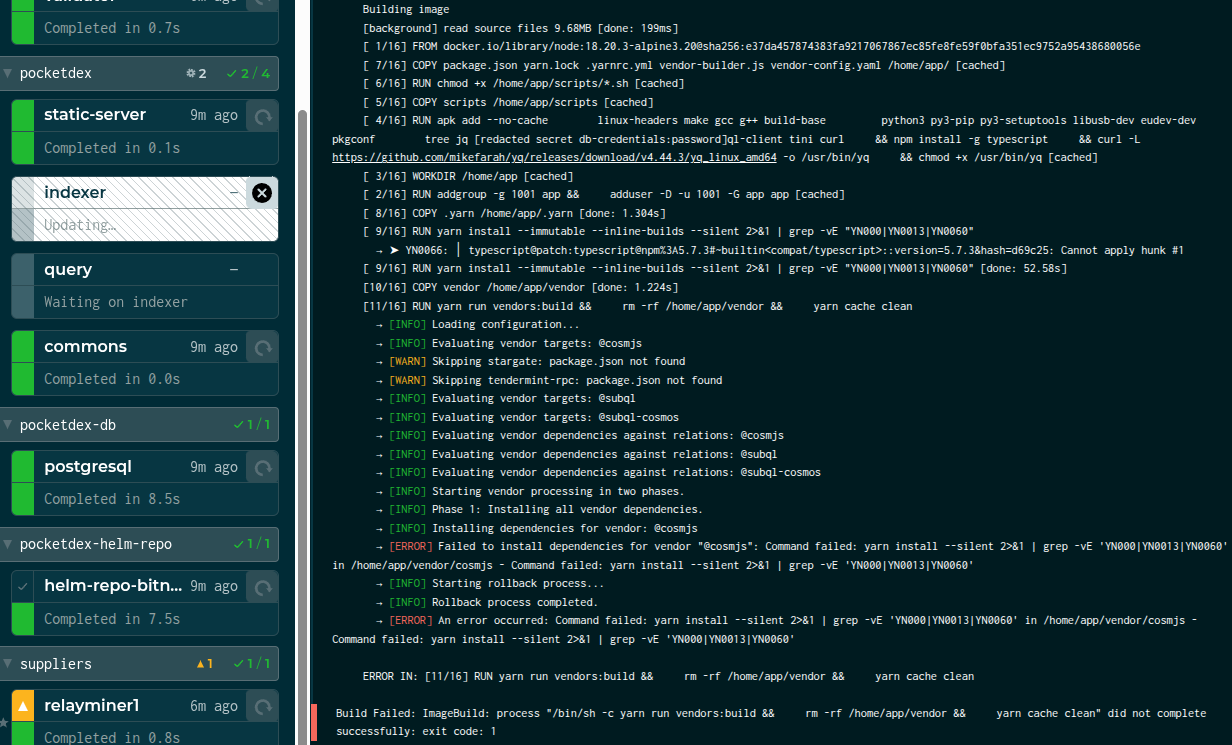 validator
Completed in 0.7s
pocketdex 2 2/4
static-server 9m ago
Completed in 0.1s
indexer –
Updating…
query –
Waiting on indexer
commons 9m ago
Completed in 0.0s
pocketdex-db 1/1
postgresql 9m ago
Completed in 8.5s
pocketdex-helm-repo 1/1
helm-repo-bitn... 9m ago
Completed in 7.5s
suppliers 1 1/1
relayminer1 6m ago
Completed in 0.8s
Building image
[background] read source files 9.68MB [done: 199ms]
[ 1/16] FROM docker.io/library/node:18.20.3-alpine3.20@sha256:e37da457874383fa9217067867ec85fe8fe59f0bfa351ec9752a95438680056e
[ 7/16] COPY package.json yarn.lock .yarnrc.yml vendor-builder.js vendor-config.yaml /home/app/ [cached]
[ 6/16] RUN chmod +x /home/app/scripts/*.sh [cached]
[ 5/16] COPY scripts /home/app/scripts [cached]
[ 4/16] RUN apk add --no-cache linux-headers make gcc g++ build-base python3 py3-pip py3-setuptools libusb-dev eudev-dev
pkgconf tree jq [redacted secret db-credentials:password]ql-client tini curl && npm install -g typescript && curl -L
https://github.com/mikefarah/yq/releases/download/v4.44.3/yq_linux_amd64 -o /usr/bin/yq && chmod +x /usr/bin/yq [cached]
[ 3/16] WORKDIR /home/app [cached]
[ 2/16] RUN addgroup -g 1001 app && adduser -D -u 1001 -G app app [cached]
[ 8/16] COPY .yarn /home/app/.yarn [done: 1.304s]
[ 9/16] RUN yarn install --immutable --inline-builds --silent 2>&1 | grep -vE "YN000|YN0013|YN0060"
→ ➤ YN0066: │ typescript@patch:typescript@npm%3A5.7.3#~builtin<compat/typescript>::version=5.7.3&hash=d69c25: Cannot apply hunk #1
[ 9/16] RUN yarn install --immutable --inline-builds --silent 2>&1 | grep -vE "YN000|YN0013|YN0060" [done: 52.58s]
[10/16] COPY vendor /home/app/vendor [done: 1.224s]
[11/16] RUN yarn run vendors:build && rm -rf /home/app/vendor && yarn cache clean
→ [INFO] Loading configuration...
→ [INFO] Evaluating vendor targets: @cosmjs
→ [WARN] Skipping stargate: package.json not found
→ [WARN] Skipping tendermint-rpc: package.json not found
→ [INFO] Evaluating vendor targets: @subql
→ [INFO] Evaluating vendor targets: @subql-cosmos
→ [INFO] Evaluating vendor dependencies against relations: @cosmjs
→ [INFO] Evaluating vendor dependencies against relations: @subql
→ [INFO] Evaluating vendor dependencies against relations: @subql-cosmos
→ [INFO] Starting vendor processing in two phases.
→ [INFO] Phase 1: Installing all vendor dependencies.
→ [INFO] Installing dependencies for vendor: @cosmjs
→ [ERROR] Failed to install dependencies for vendor "@cosmjs": Command failed: yarn install --silent 2>&1 | grep -vE 'YN000|YN0013|YN0060'
in /home/app/vendor/cosmjs - Command failed: yarn install --silent 2>&1 | grep -vE 'YN000|YN0013|YN0060'
→ [INFO] Starting rollback process...
→ [INFO] Rollback process completed.
→ [ERROR] An error occurred: Command failed: yarn install --silent 2>&1 | grep -vE 'YN000|YN0013|YN0060' in /home/app/vendor/cosmjs -
Command failed: yarn install --silent 2>&1 | grep -vE 'YN000|YN0013|YN0060'
ERROR IN: [11/16] RUN yarn run vendors:build && rm -rf /home/app/vendor && yarn cache clean
Build Failed: ImageBuild: process "/bin/sh -c yarn run vendors:build && rm -rf /home/app/vendor && yarn cache clean" did not complete
successfully: exit code: 1